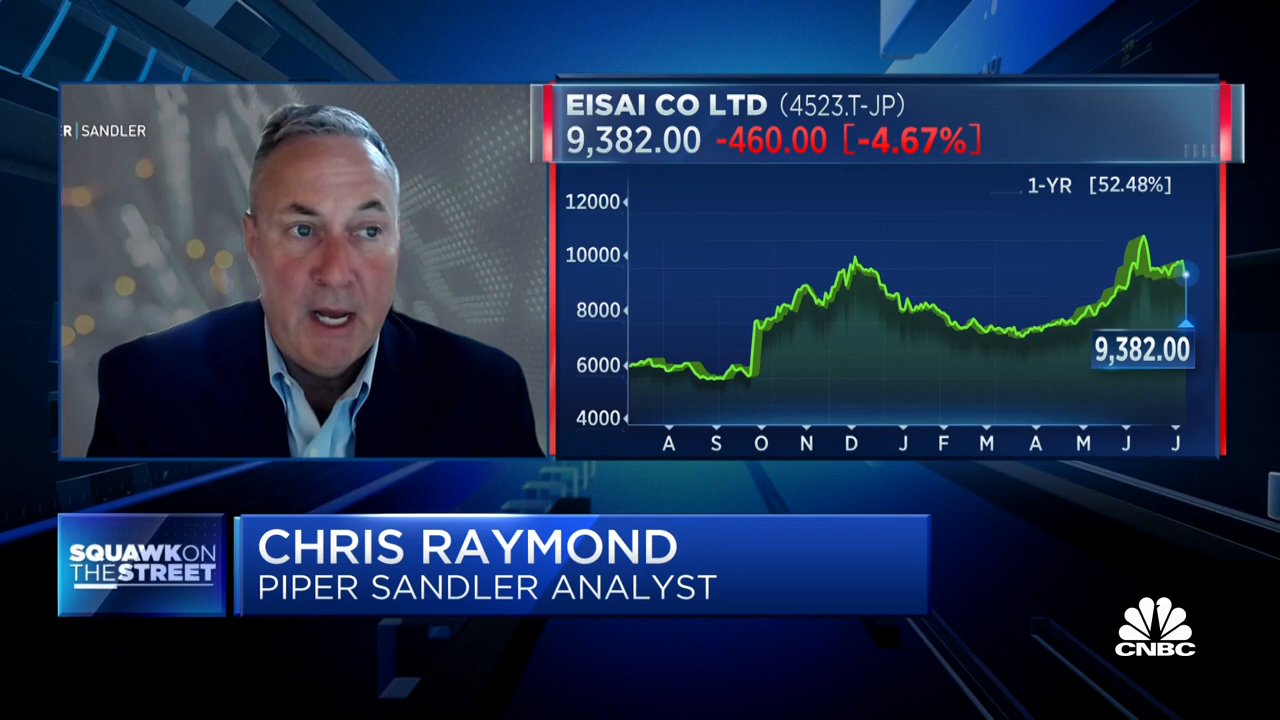 R | SANDLER
EISAI CO LTD (4523.T-JP)
9,382.00 -460.00 [-4.67%]
1-YR [52.48%]
12000
10000
8000
6000
4000
9,382.00
A S O N D J F M A M J J
SQUAWK ON
THE STREET
CHRIS RAYMOND
PIPER SANDLER ANALYST
CNBC